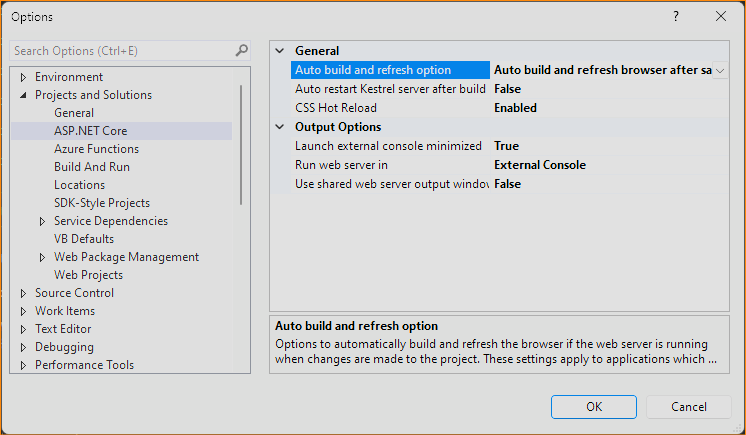 Options
?
Search Options (Ctrl+E)
Environment
Projects and Solutions
General
ASP.NET Core
Azure Functions
Build And Run
Locations
SDK-Style Projects
Service Dependencies
VB Defaults
Web Package Management
Web Projects
Source Control
Work Items
Text Editor
Debugging
Performance Tools
General
Auto build and refresh option Auto build and refresh browser after sa
Auto restart Kestrel server after build False
CSS Hot Reload Enabled
Output Options
Launch external console minimized True
Run web server in External Console
Use shared web server output window False
Auto build and refresh option
Options to automatically build and refresh the browser if the web server is running
when changes are made to the project. These settings apply to applications which ...
OK Cancel